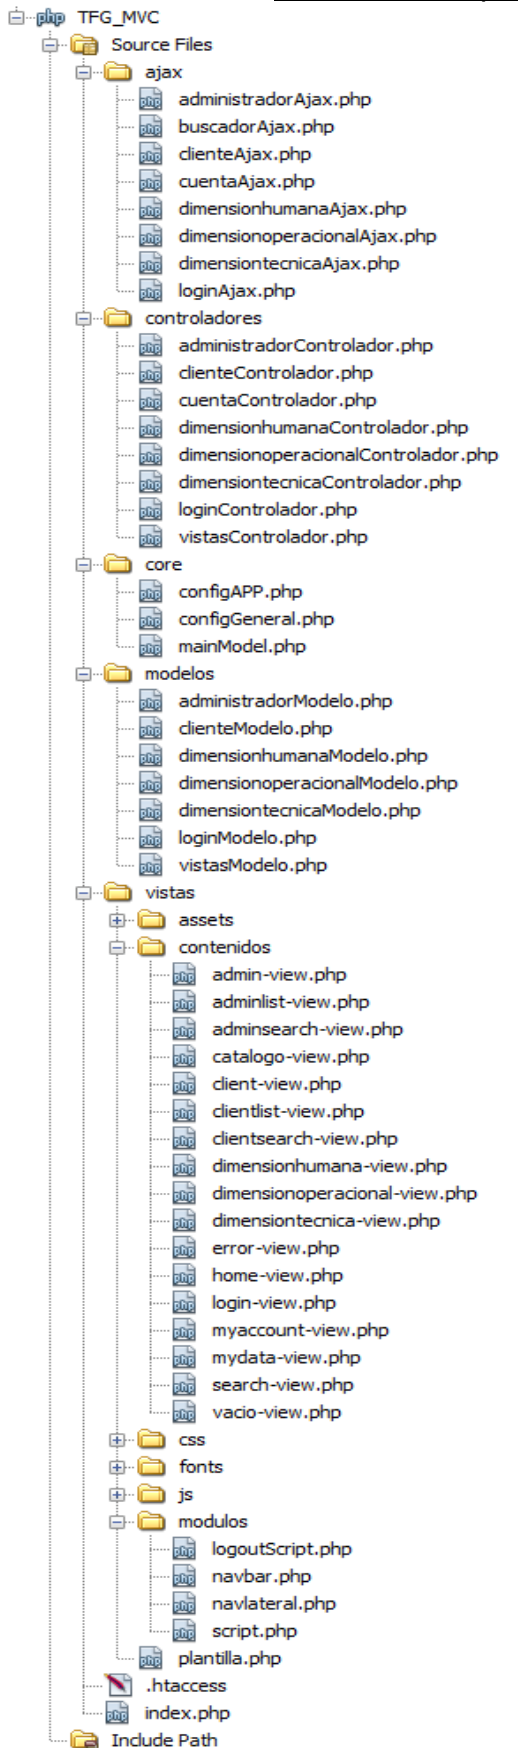 TFG_MVC
Source Files
ajax
administradorAjax.php
buscadorAjax.php
clienteAjax.php
cuentaAjax.php
dimensionhumanaAjax.php
dimensionoperacionalAjax.php
dimensiontecnicaAjax.php
loginAjax.php
controladores
administradorControlador.php
clienteControlador.php
cuentaControlador.php
dimensionhumanaControlador.php
dimensionoperacionalControlador.php
dimensiontecnicaControlador.php
loginControlador.php
vistasControlador.php
core
configAPP.php
configGeneral.php
mainModel.php
modelos
administradorModelo.php
clienteModelo.php
dimensionhumanaModelo.php
dimensionoperacionalModelo.php
dimensiontecnicaModelo.php
loginModelo.php
vistasModelo.php
vistas
assets
contenidos
admin-view.php
adminlist-view.php
adminsearch-view.php
catalogo-view.php
client-view.php
clientlist-view.php
clientsearch-view.php
dimensionhumana-view.php
dimensionoperacional-view.php
dimensiontecnica-view.php
error-view.php
home-view.php
login-view.php
myaccount-view.php
mydata-view.php
search-view.php
vacio-view.php
css
fonts
js
modulos
logoutScript.php
navbar.php
navlateral.php
script.php
plantilla.php
.htaccess
index.php
Include Path